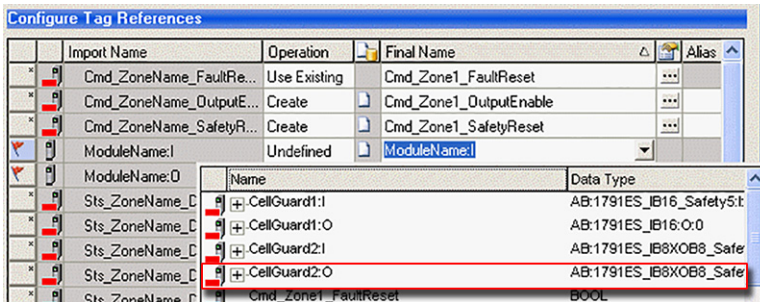 Configure Tag References
Import Name Operation Final Name Alias
Cmd_ZoneName_FaultRe... Use Existing Cmd_Zone1_FaultReset ...
Cmd_ZoneName_OutputE... Create Cmd_Zone1_OutputEnable ...
Cmd_ZoneName_SafetyR... Create Cmd_Zone1_SafetyReset ...
ModuleName:I Undefined ModuleName:I
ModuleName:O
Name Data Type
Sts_ZoneName_D CellGuard1:I AB:1791ES_IB16_Safety5:I:
CellGuard1:O AB:1791ES_IB16:O:0
Sts_ZoneName_D CellGuard2:I AB:1791ES_IB8XOB8_Safe
Sts_ZoneName_D CellGuard2:O AB:1791ES_IB8XOB8_Safe
Sts_ZoneName_D Cmd_Zone1_FaultReset BOOL